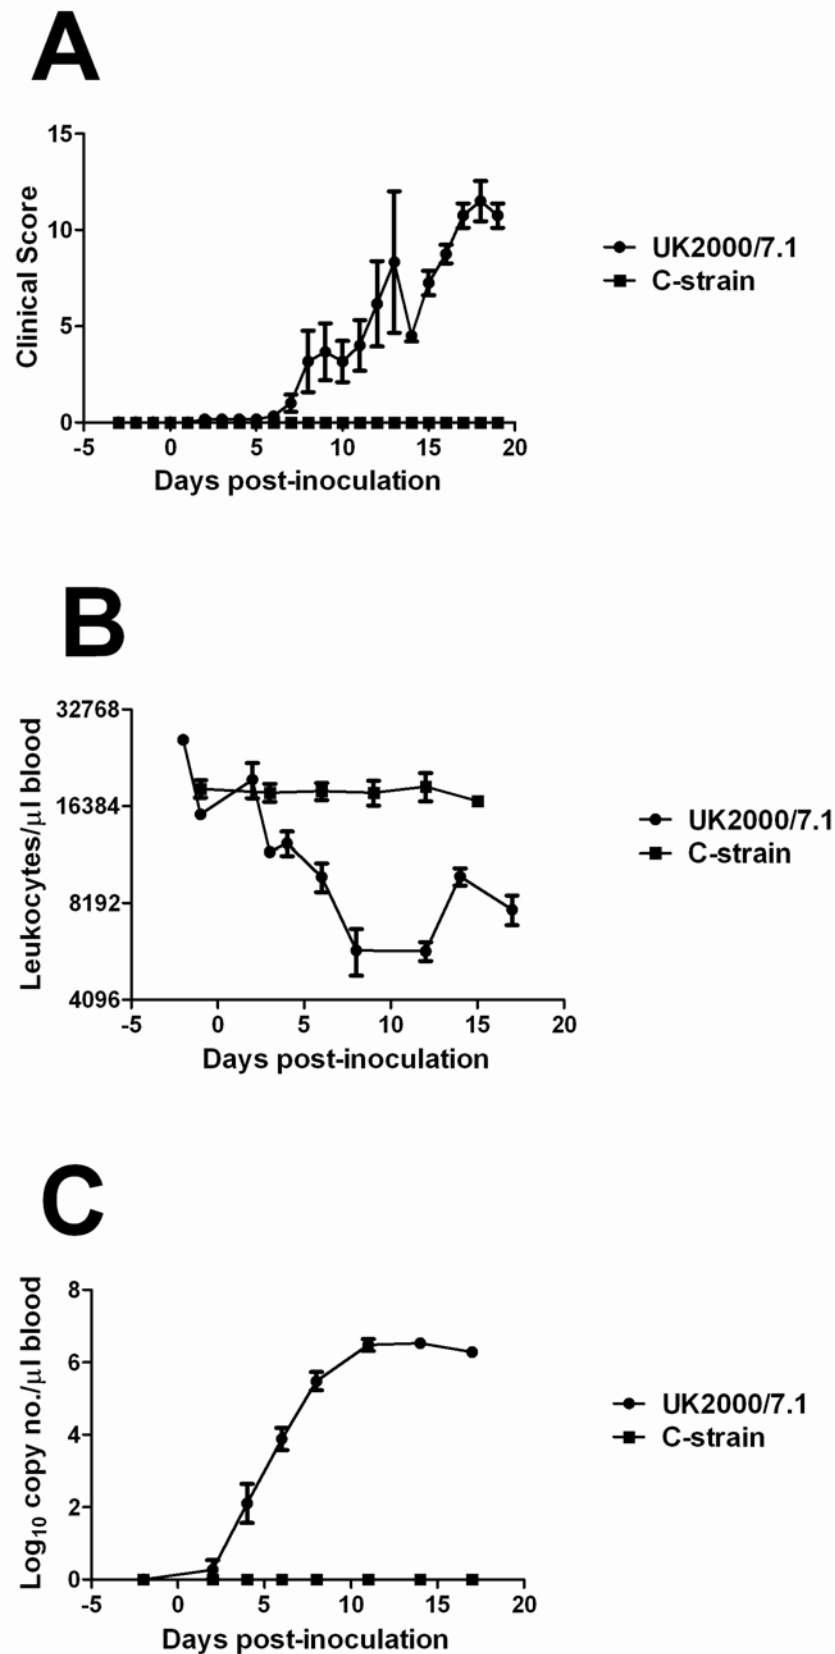 A
15
10
5
0
Clinical Score
-5 0 5 10 15 20
Days post-inoculation
UK2000/7.1
C-strain
B
32768
16384
8192
4096
Leukocytes/μl blood
-5 0 5 10 15 20
Days post-inoculation
UK2000/7.1
C-strain
C
8
6
4
2
0
Log10 copy no./μl blood
-5 0 5 10 15 20
Days post-inoculation
UK2000/7.1
C-strain